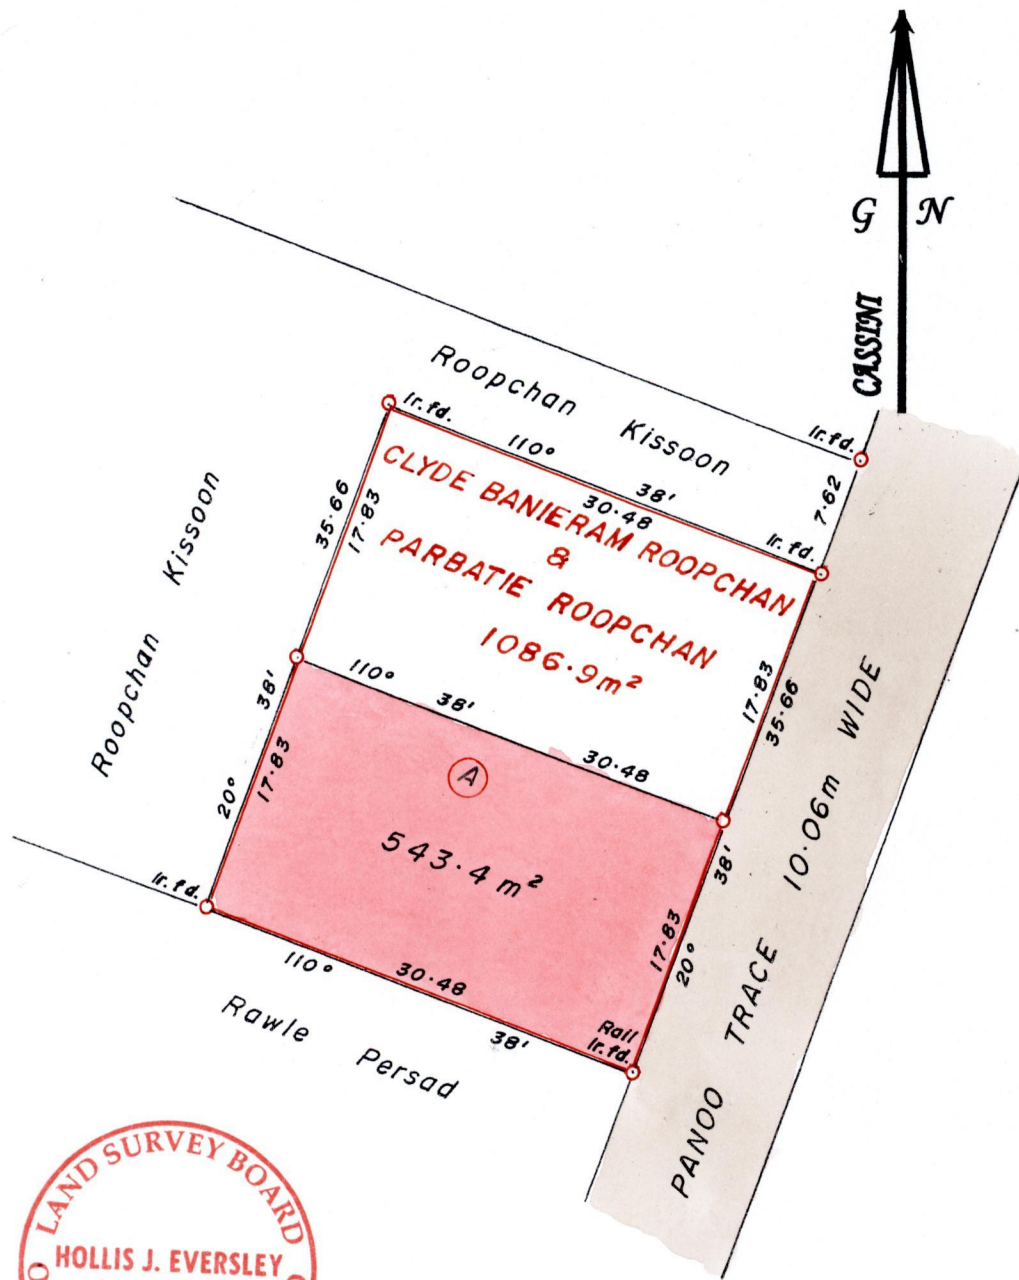 G N
CASSINI
Roopchan Kissoon
Ir. fd.
Ir. fd.
110° 38'
30·48
7·62
Ir. fd.
CLYDE BANIERAM ROOPCHAN
&
PARBATIE ROOPCHAN
1086·9m²
35·66
17·83
17·83
35·66
Roopchan Kissoon
110° 38' 30·48
20° 38'
17·83
A
543·4 m²
17·83
20° 38'
PANOO TRACE 10·06m WIDE
Ir. fd.
110° 30·48 38'
Rail
Ir. fd.
Rawle Persad
LAND SURVEY BOARD
HOLLIS J. EVERSLEY